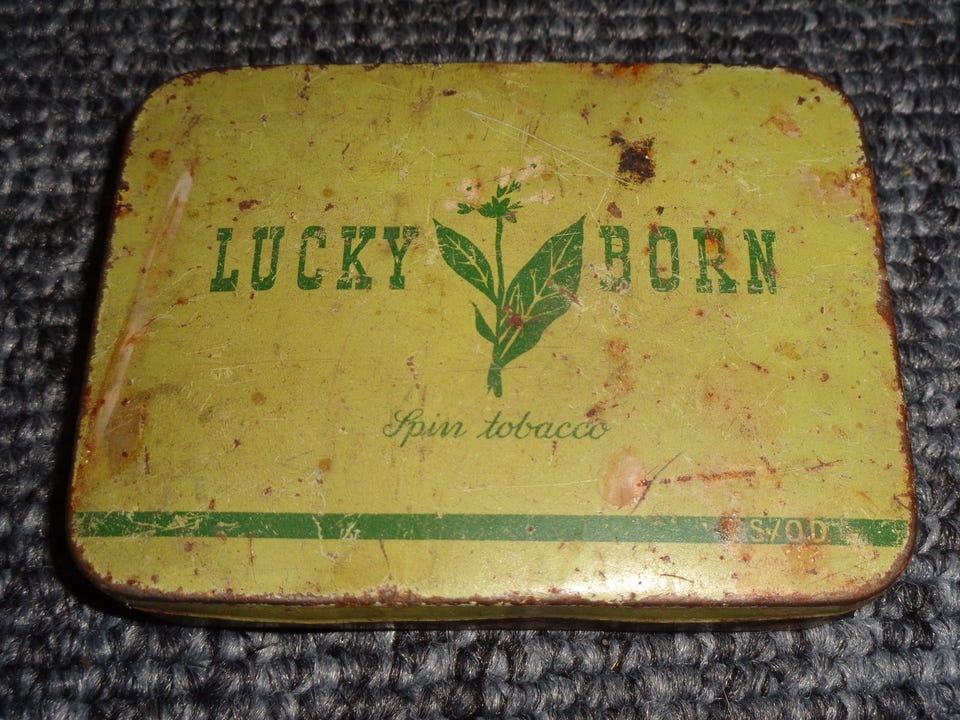 LUCKY BORN
Spin tobacco
S/O.D